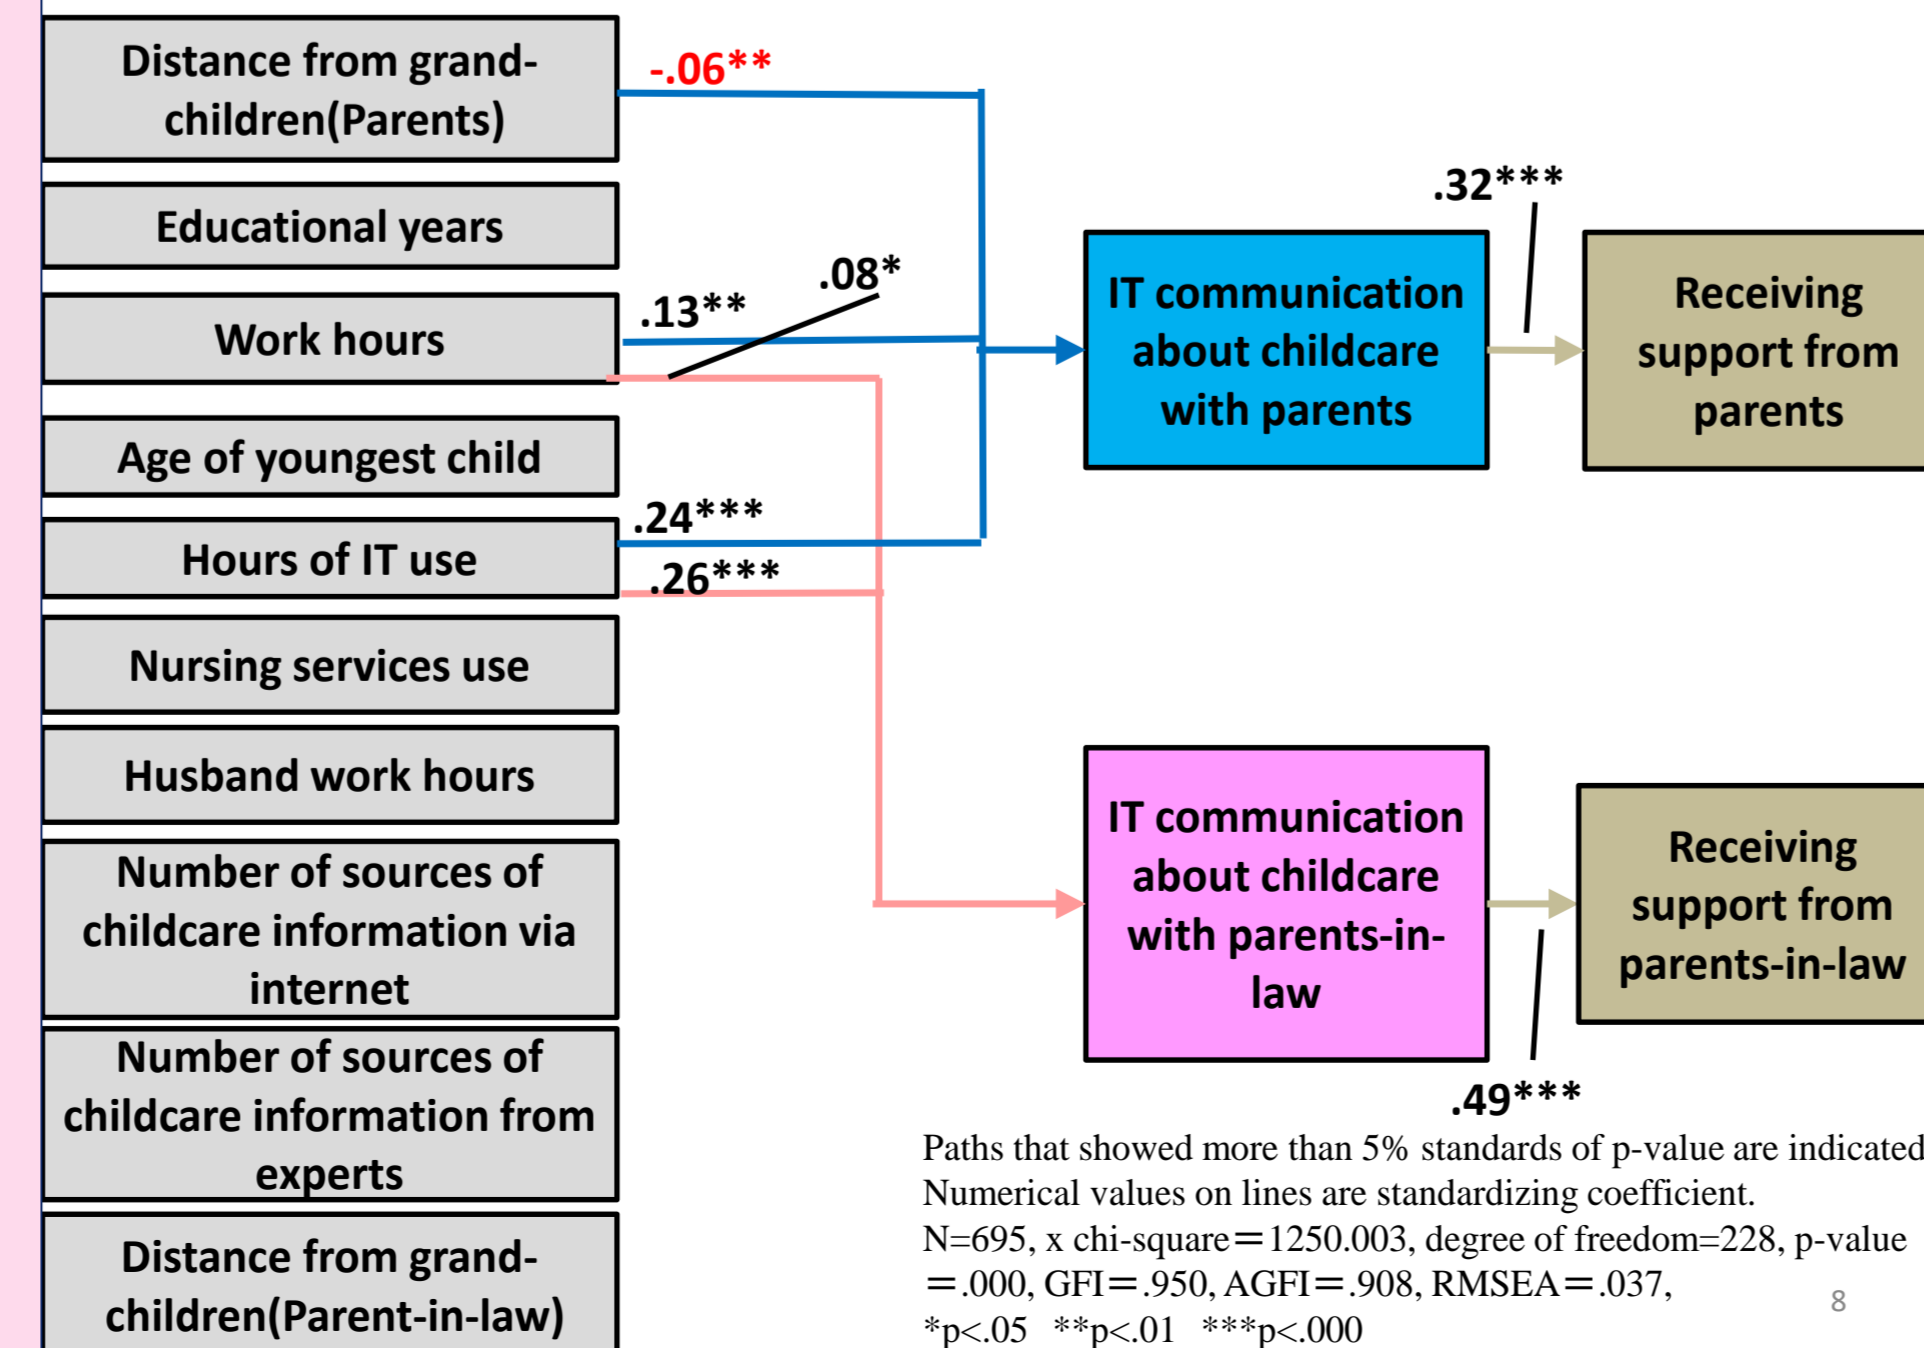 Distance from grand-
children(Parents)
Educational years
Work hours
Age of youngest child
Hours of IT use
Nursing services use
Husband work hours
Number of sources of
childcare information via
internet
Number of sources of
childcare information from
experts
Distance from grand-
children(Parent-in-law)
-.06**
.13**
.08*
.24***
.26***
IT communication
about childcare
with parents
.32***
Receiving
support from
parents
IT communication
about childcare
with parents-in-
law
.49***
Receiving
support from
parents-in-law
Paths that showed more than 5% standards of p-value are indicated
Numerical values on lines are standardizing coefficient.
N=695, x chi-square＝1250.003, degree of freedom=228, p-value
＝.000, GFI＝.950, AGFI＝.908, RMSEA＝.037,
*p<.05 **p<.01 ***p<.000
8